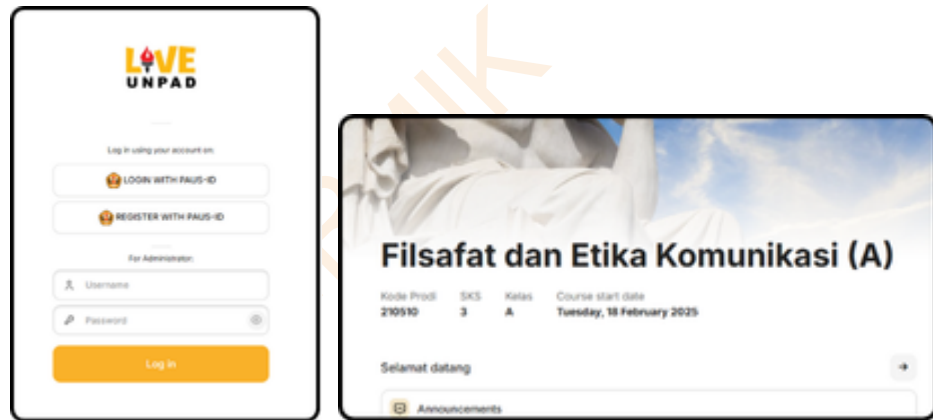 LIVE
UNPAD
Log in using your account on:
LOGIN WITH PAUS-ID
REGISTER WITH PAUS-ID
For Administrator:
Username
Password
Log in
Filsafat dan Etika Komunikasi (A)
Kode Prodi SKS Kelas Course start date
210510 3 A Tuesday, 18 February 2025
Selamat datang
Announcements